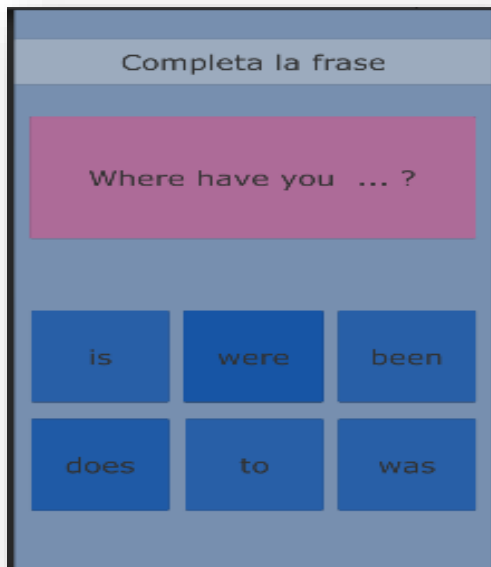 Completa la frase
Where have you ... ?
is were been
does to was